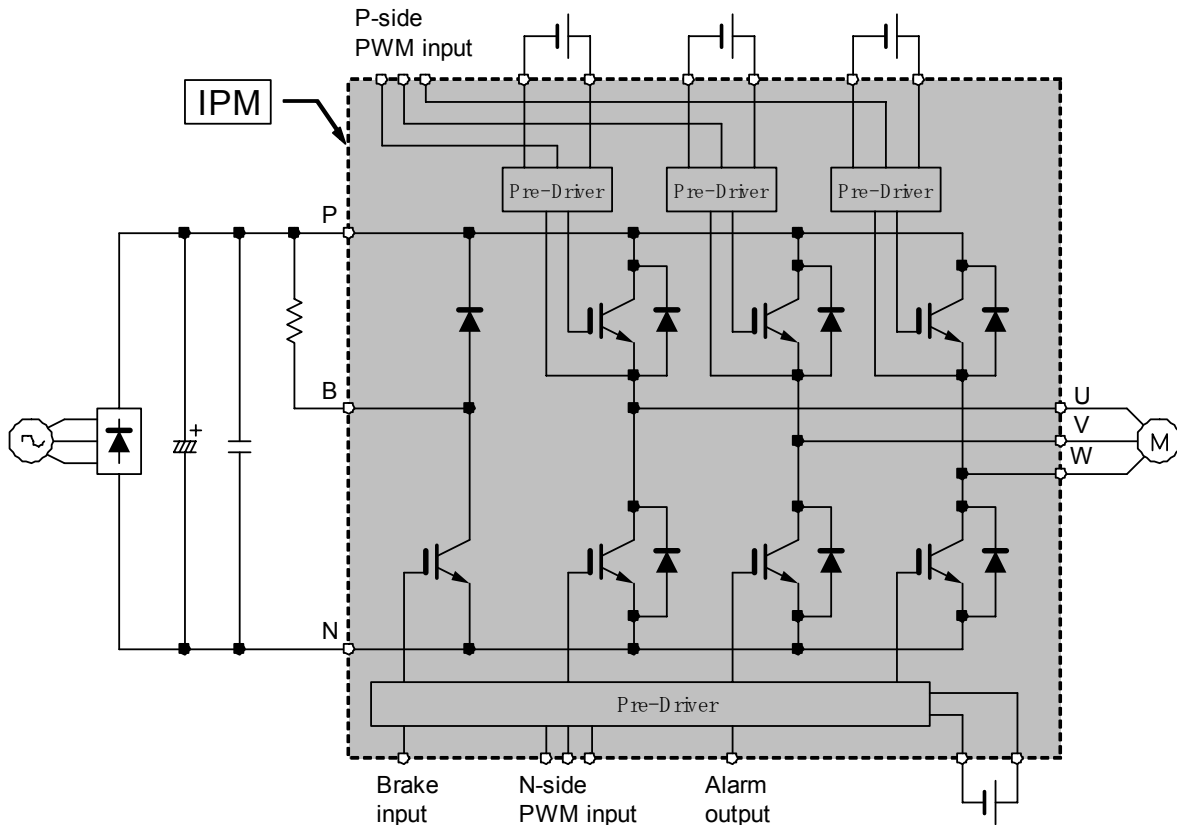 P-side
PWM input
IPM
Pre-Driver
Pre-Driver
Pre-Driver
P
B
U
V
W
M
+
N
Pre-Driver
Brake
input
N-side
PWM input
Alarm
output